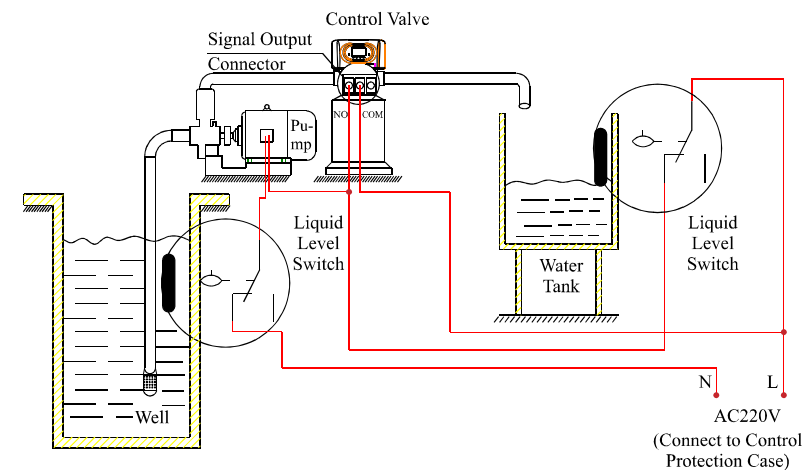 Control Valve
Signal Output
Connector
NO
COM
Pu-
mp
Liquid
Level
Switch
Liquid
Level
Switch
Water
Tank
Well
N
L
AC220V
(Connect to Control
Protection Case)